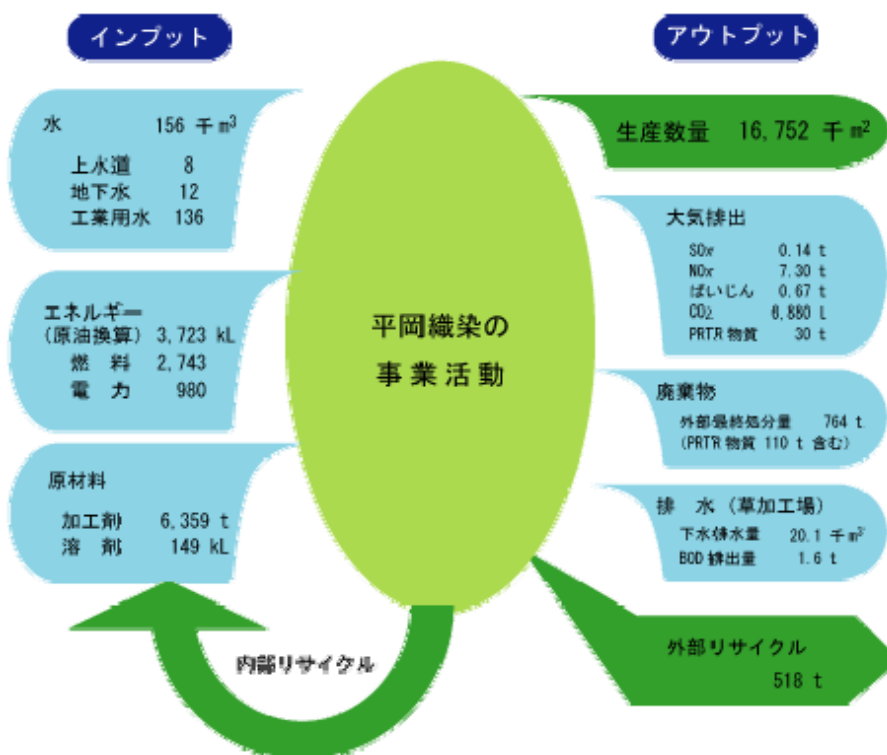 インプット
水 156 千m³
上水道 8
地下水 12
工業用水 136
エネルギー
(原油換算) 3,723 kL
燃 料 2,743
電 力 980
原材料
加工剤 6,359 t
溶 剤 149 kL
内部リサイクル
平岡織染の
事業活動
アウトプット
生産数量 16,752 千m²
大気排出
SOx 0.14 t
NOx 7.30 t
ばいじん 0.67 t
CO₂ 6,880 l
PRTR物質 30 t
廃棄物
外部最終処分量 764 t
(PRTR物質 110 t 含む)
排 水 (草加工場)
下水排水量 20.1 千m³
BOD排出量 1.6 t
外部リサイクル
518 t